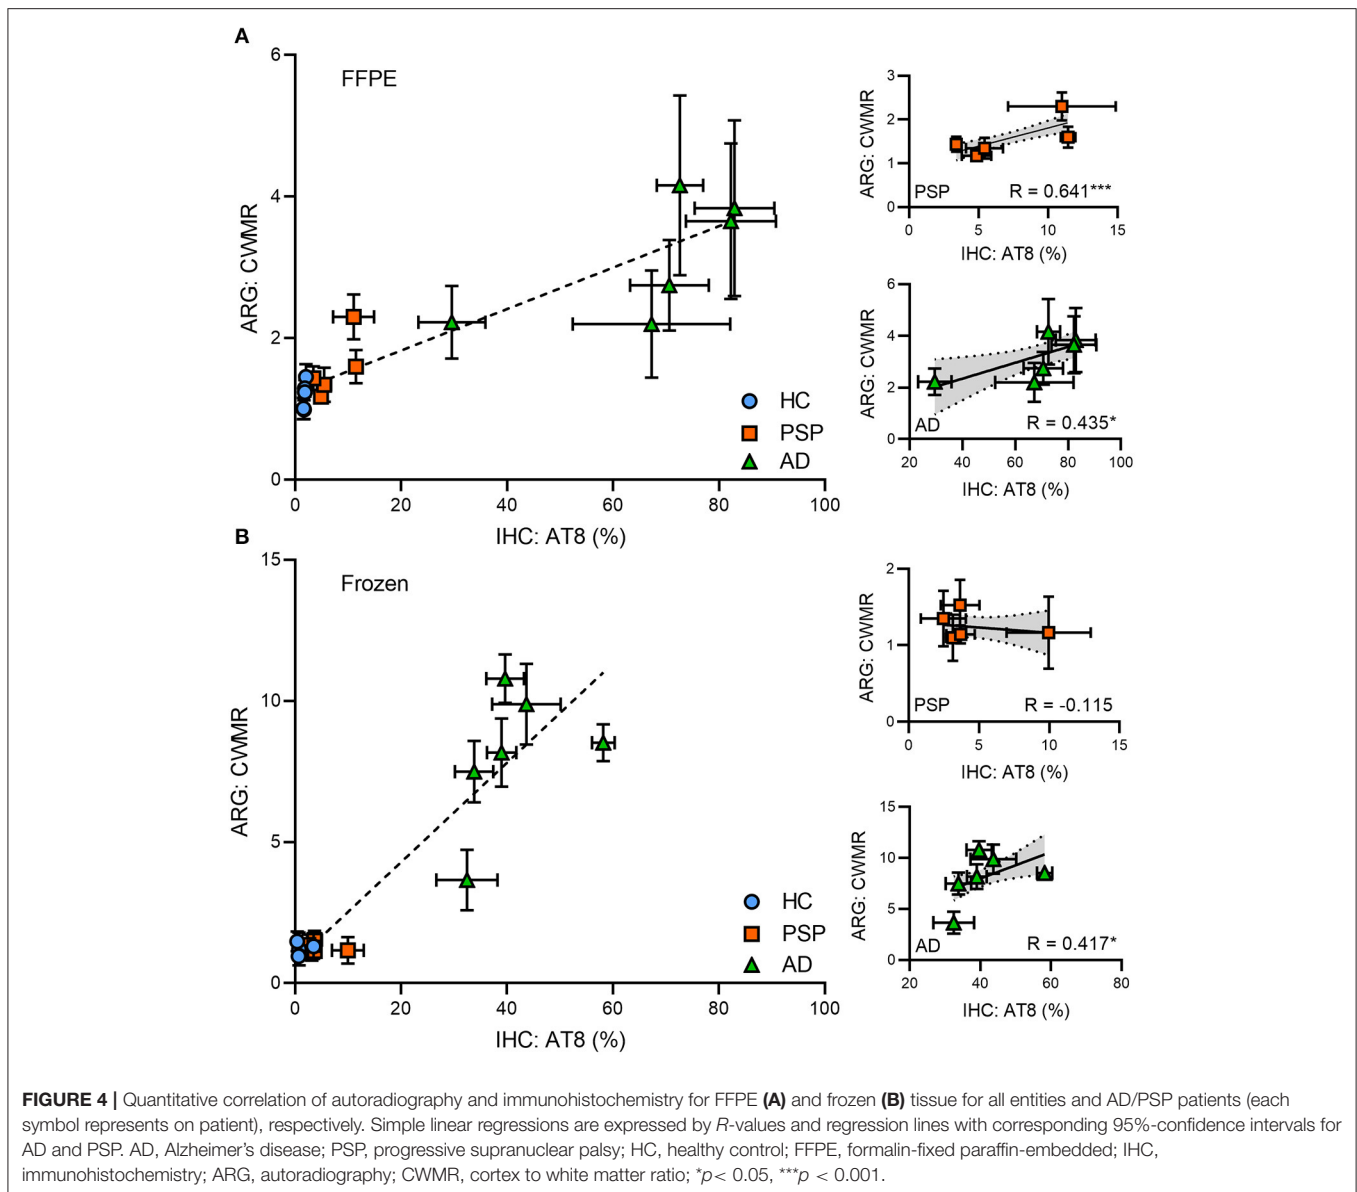 A
FFPE
6
4
2
0
ARG: CWMR
0 20 40 60 80 100
IHC: AT8 (%)
HC
PSP
AD
3
2
1
0
ARG: CWMR
PSP
R = 0.641***
0 5 10 15
IHC: AT8 (%)
6
4
2
0
ARG: CWMR
AD
R = 0.435*
20 40 60 80 100
IHC: AT8 (%)
B
Frozen
15
10
5
0
ARG: CWMR
0 20 40 60 80 100
IHC: AT8 (%)
HC
PSP
AD
2
1
0
ARG: CWMR
PSP
R = -0.115
0 5 10 15
IHC: AT8 (%)
15
10
5
0
ARG: CWMR
AD
R = 0.417*
20 40 60 80
IHC: AT8 (%)
FIGURE 4 | Quantitative correlation of autoradiography and immunohistochemistry for FFPE (A) and frozen (B) tissue for all entities and AD/PSP patients (each
symbol represents on patient), respectively. Simple linear regressions are expressed by R-values and regression lines with corresponding 95%-confidence intervals for
AD and PSP. AD, Alzheimer's disease; PSP, progressive supranuclear palsy; HC, healthy control; FFPE, formalin-fixed paraffin-embedded; IHC,
immunohistochemistry; ARG, autoradiography; CWMR, cortex to white matter ratio; *p< 0.05, ***p < 0.001.